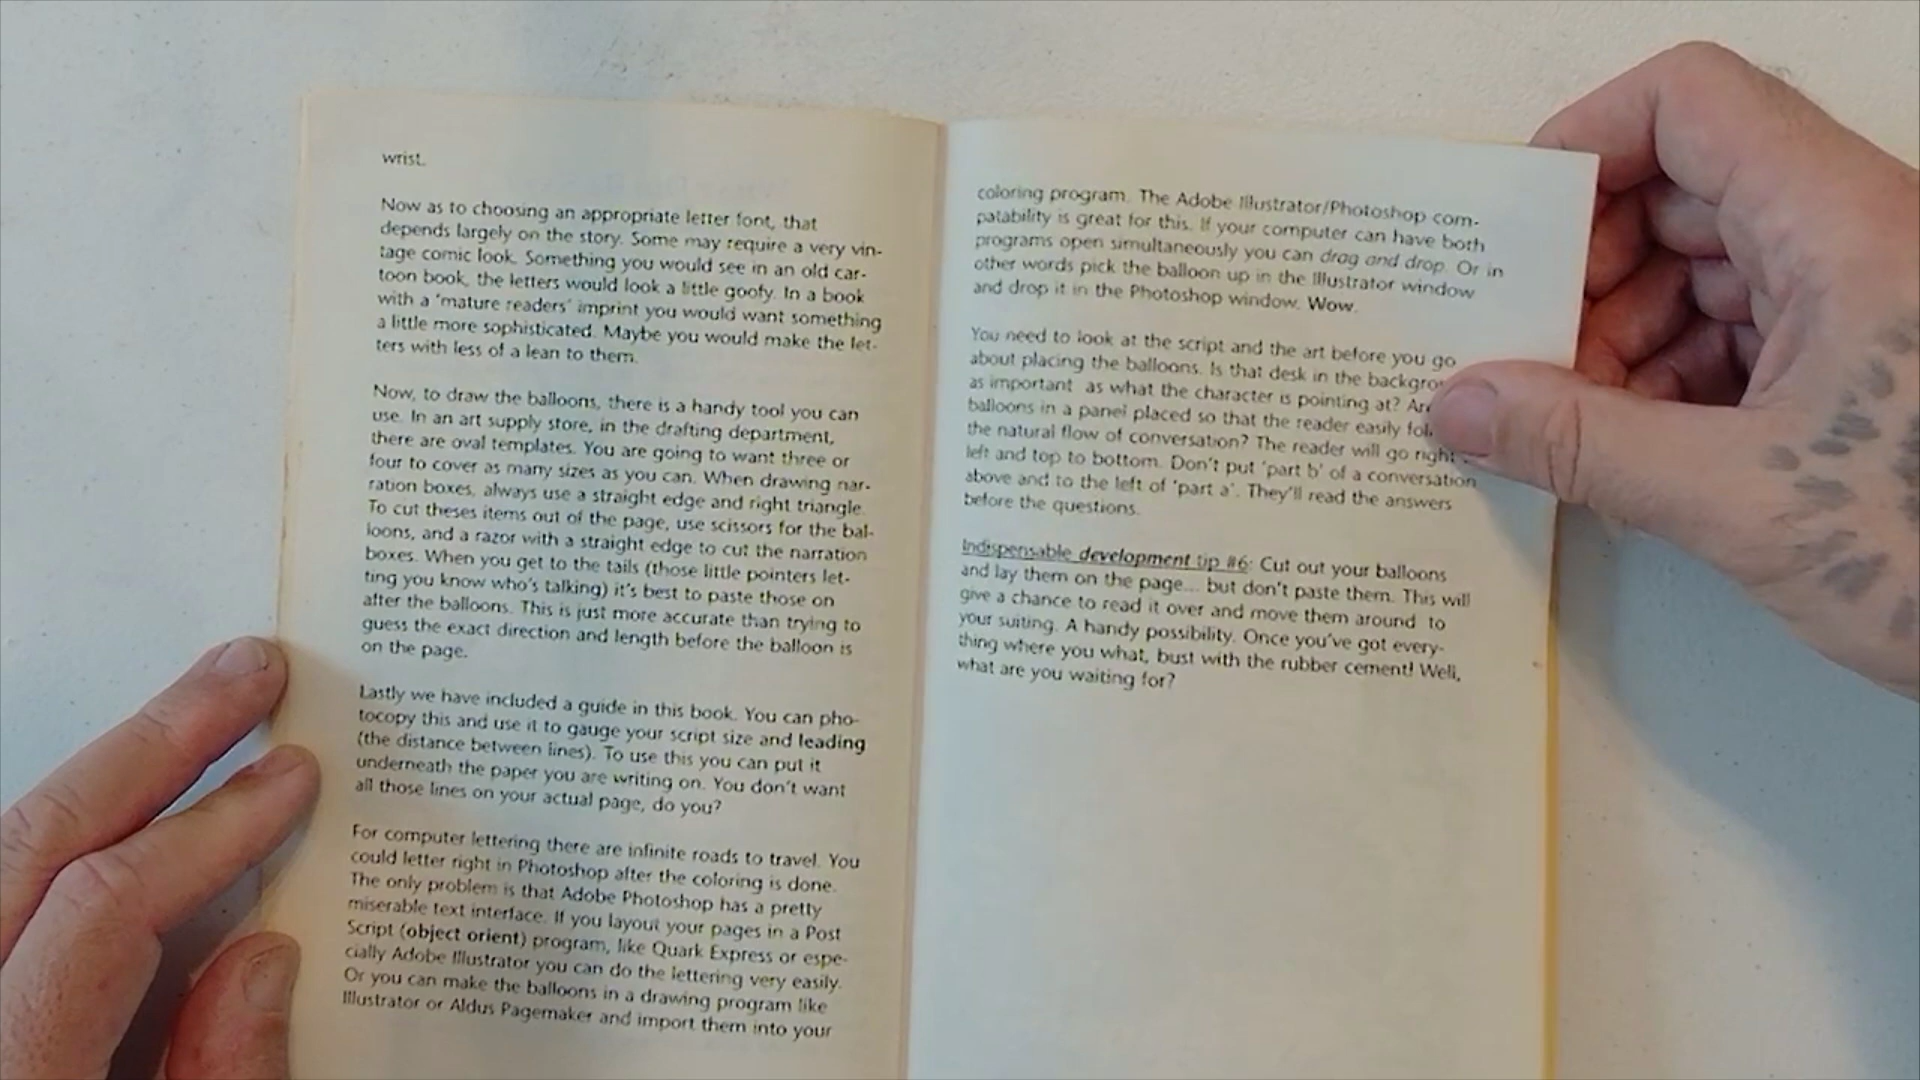 wrist.
Now as to choosing an appropriate letter font, that
depends largely on the story. Some may require a very vin-
tage comic look. Something you would see in an old car-
toon book, the letters would look a little goofy. In a book
with a 'mature readers' imprint you would want something
a little more sophisticated. Maybe you would make the let-
ters with less of a lean to them.
Now, to draw the balloons, there is a handy tool you can
use. In an art supply store, in the drafting department,
there are oval templates. You are going to want three or
four to cover as many sizes as you can. When drawing nar-
ration boxes, always use a straight edge and right triangle.
To cut theses items out of the page, use scissors for the bal-
loons, and a razor with a straight edge to cut the narration
boxes. When you get to the tails (those little pointers let-
ting you know who's talking) it's best to paste those on
after the balloons. This is just more accurate than trying to
guess the exact direction and length before the balloon is
on the page.
Lastly we have included a guide in this book. You can pho-
tocopy this and use it to gauge your script size and leading
(the distance between lines). To use this you can put it
underneath the paper you are writing on. You don't want
all those lines on your actual page, do you?
For computer lettering there are infinite roads to travel. You
could letter right in Photoshop after the coloring is done.
The only problem is that Adobe Photoshop has a pretty
miserable text interface. If you layout your pages in a Post
Script (object orient) program, like Quark Express or espe-
cially Adobe Illustrator you can do the lettering very easily.
Or you can make the balloons in a drawing program like
Illustrator or Aldus Pagemaker and import them into your
coloring program. The Adobe Illustrator/Photoshop com-
patability is great for this. If your computer can have both
programs open simultaneously you can drag and drop. Or in
other words pick the balloon up in the Illustrator window
and drop it in the Photoshop window. Wow.
You need to look at the script and the art before you go
about placing the balloons. Is that desk in the
as important as what the character is pointing at?
balloons in a panel placed so that the reader easily
the natural flow of conversation? The reader will go right
left and top to bottom. Don't put 'part b' of a conversation
above and to the left of 'part a'. They'll read the answers
before the questions.
Indispensable development tip #6: Cut out your balloons
and lay them on the page... but don't paste them. This will
give a chance to read it over and move them around to
your suiting. A handy possibility. Once you've got every-
thing where you what, bust with the rubber cement! Well,
what are you waiting for?